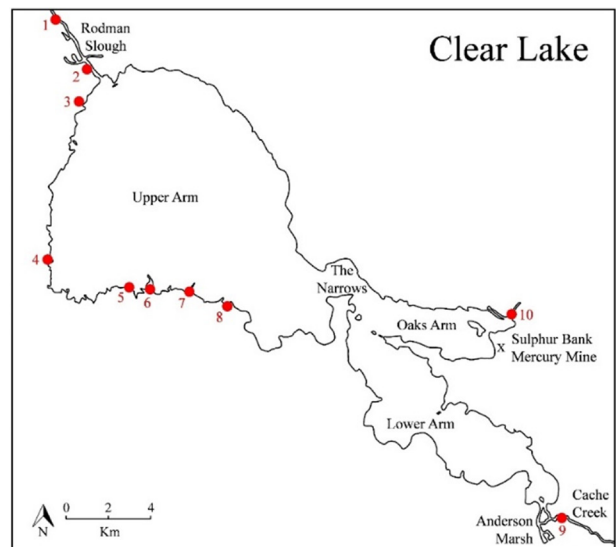 Clear Lake
1
Rodman
Slough
2
3
Upper Arm
4
The
Narrows
5
6
7
8
10
Oaks Arm
X
Sulphur Bank
Mercury Mine
Lower Arm
0 2 4
Km
N
Cache
Creek
Anderson
Marsh
9